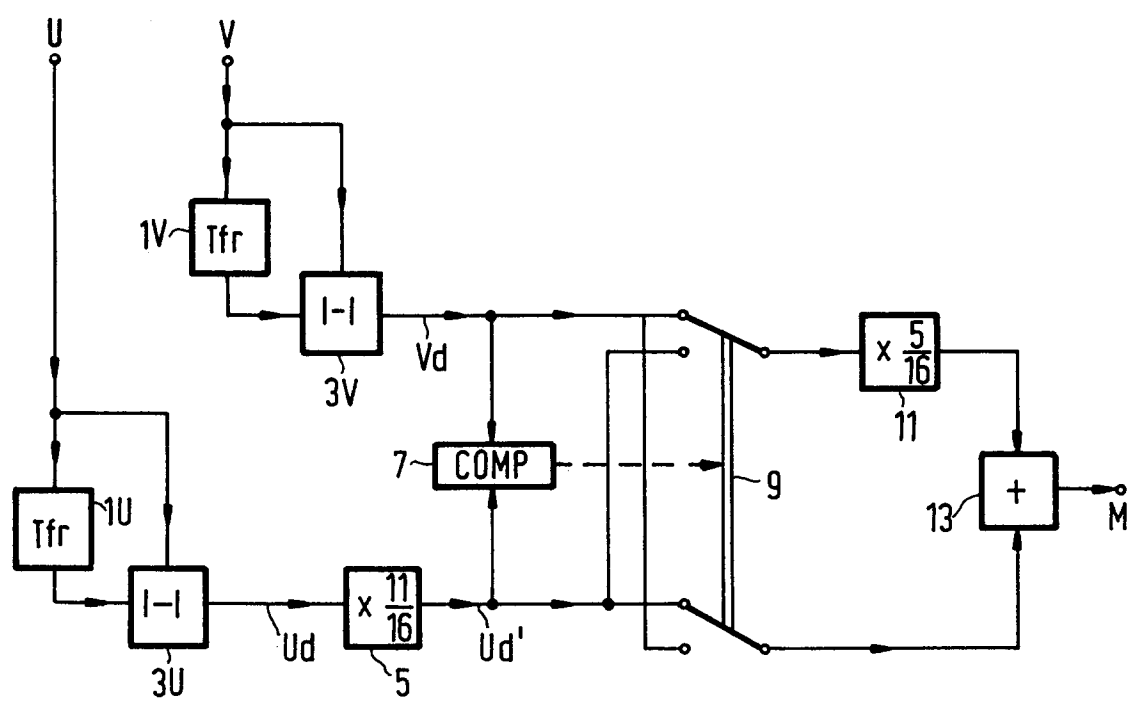 U
V
1V
Tfr
|-|
3V
Vd
× 5/16
11
7
COMP
9
+
13
M
1U
Tfr
|-|
3U
Ud
× 11/16
5
Ud'